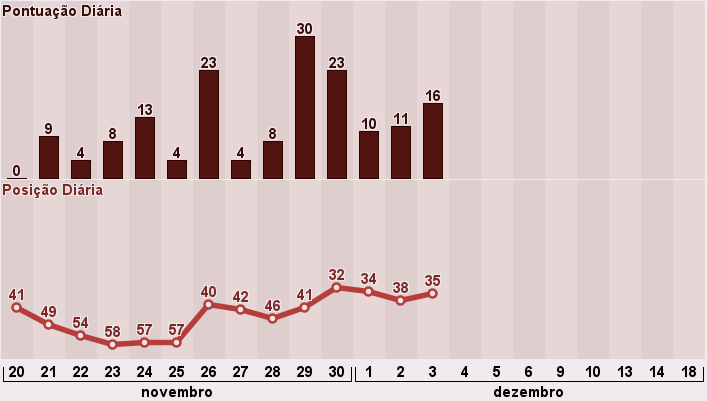 Pontuação Diária
0 9 4 8 13 4 23 4 8 30 23 10 11 16
Posição Diária
41 49 54 58 57 57 40 42 46 41 32 34 38 35
20 21 22 23 24 25 26 27 28 29 30 1 2 3 4 5 6 9 10 13 14 18
novembro dezembro